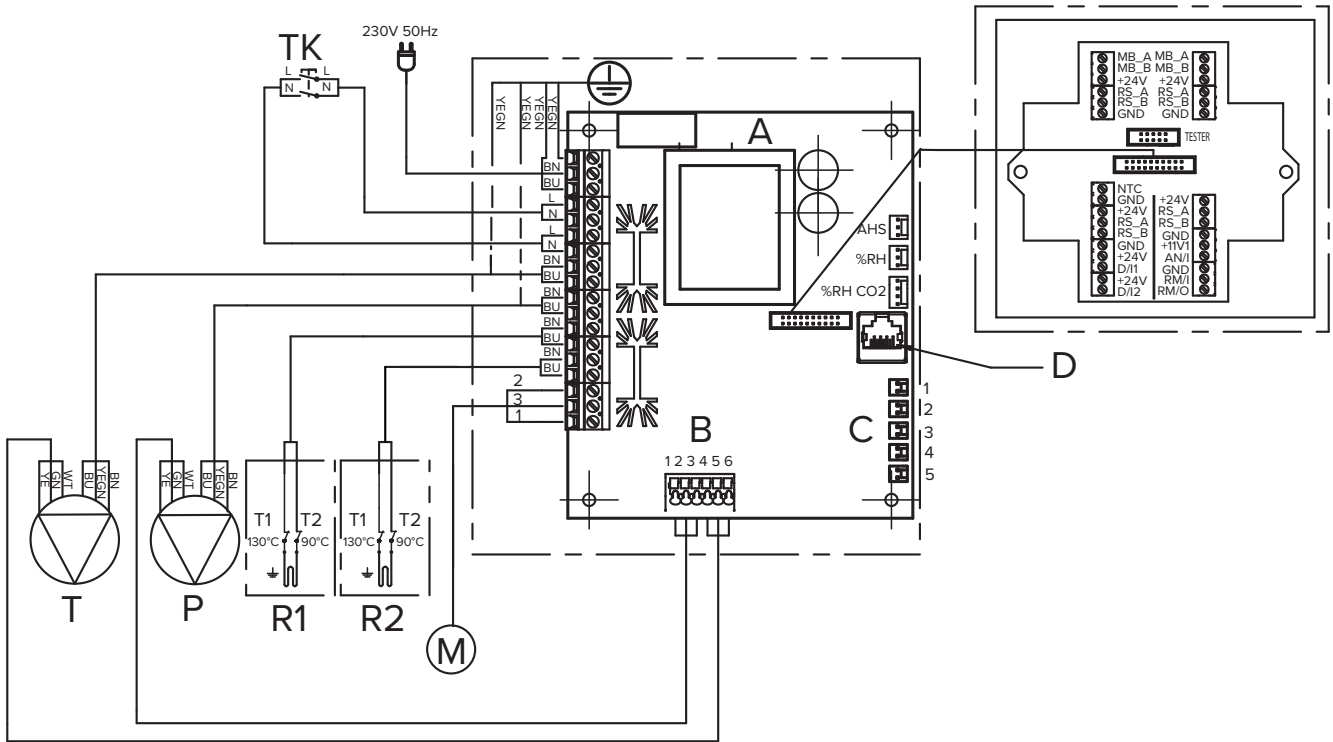 230V 50Hz
TK
L L
N N
YEGN
YEGN
YEGN
YEGN
BN
BU
L
N
L
N
BN
BU
BN
BU
BN
BU
BN
BU
2
3
1
A
AHS
%RH
%RH CO2
D
B
1 2 3 4 5 6
C
1
2
3
4
5
MB_A MB_A
MB_B MB_B
+24V +24V
RS_A RS_A
RS_B RS_B
GND GND
TESTER
NTC
GND
+24V
RS_A
RS_B
GND
+24V
D/I1
+24V
D/I2
+24V
RS_A
RS_B
GND
+11V1
AN/I
GND
RM/I
RM/O
YE
GN
WT
BU
YEGN
BN
T
YE
GN
WT
BU
YEGN
BN
P
T1 T2
130°C 90°C
R1
T1 T2
130°C 90°C
R2
M